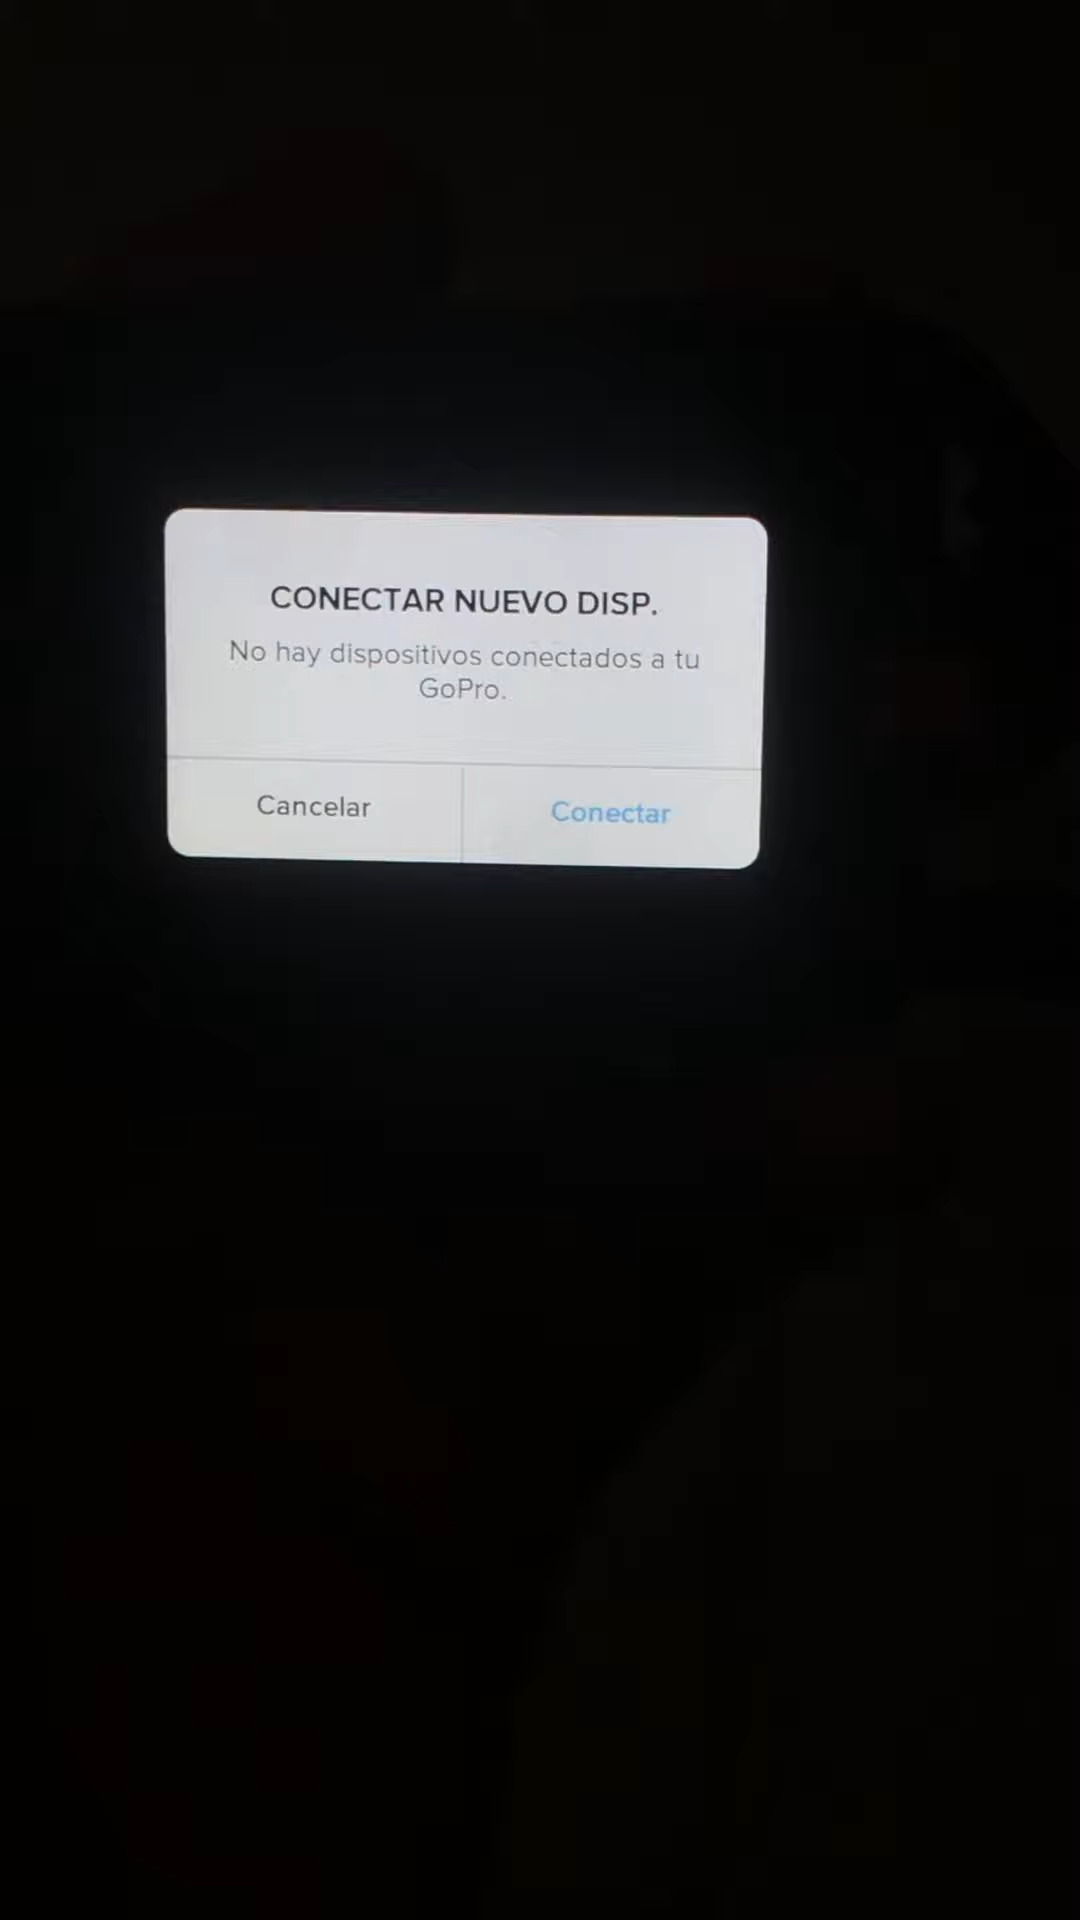 CONECTAR NUEVO DISP.
No hay dispositivos conectados a tu
GoPro.
Cancelar
Conectar